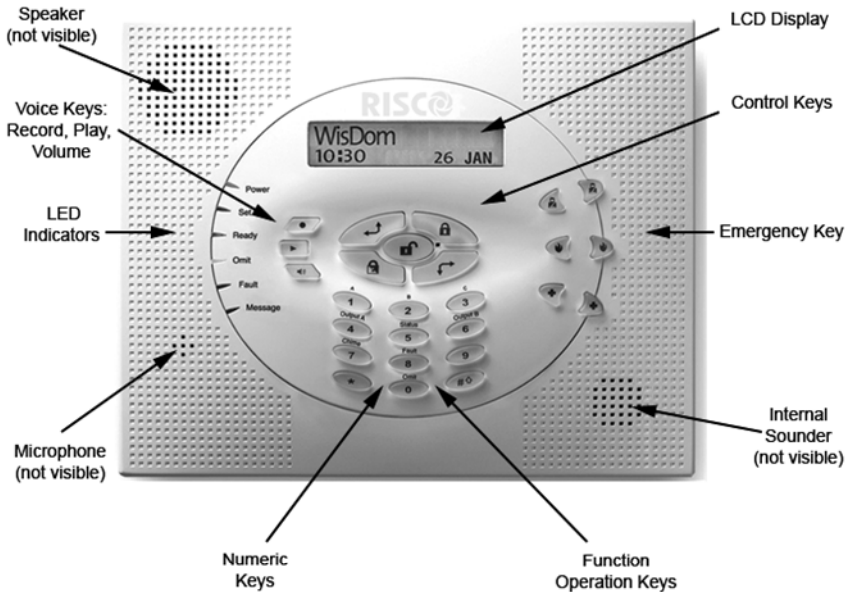 Speaker
(not visible)
LCD Display
Voice Keys:
Record, Play,
Volume
Control Keys
RISCO
WisDom
10:30 26 JAN
Power
Set
Ready
Omit
Fault
Message
LED
Indicators
Emergency Key
A B C
1 2 3
Output A Status Output B
4 5 6
Chime Fault
7 8 9
Omit
* 0 #
Microphone
(not visible)
Internal
Sounder
(not visible)
Numeric
Keys
Function
Operation Keys